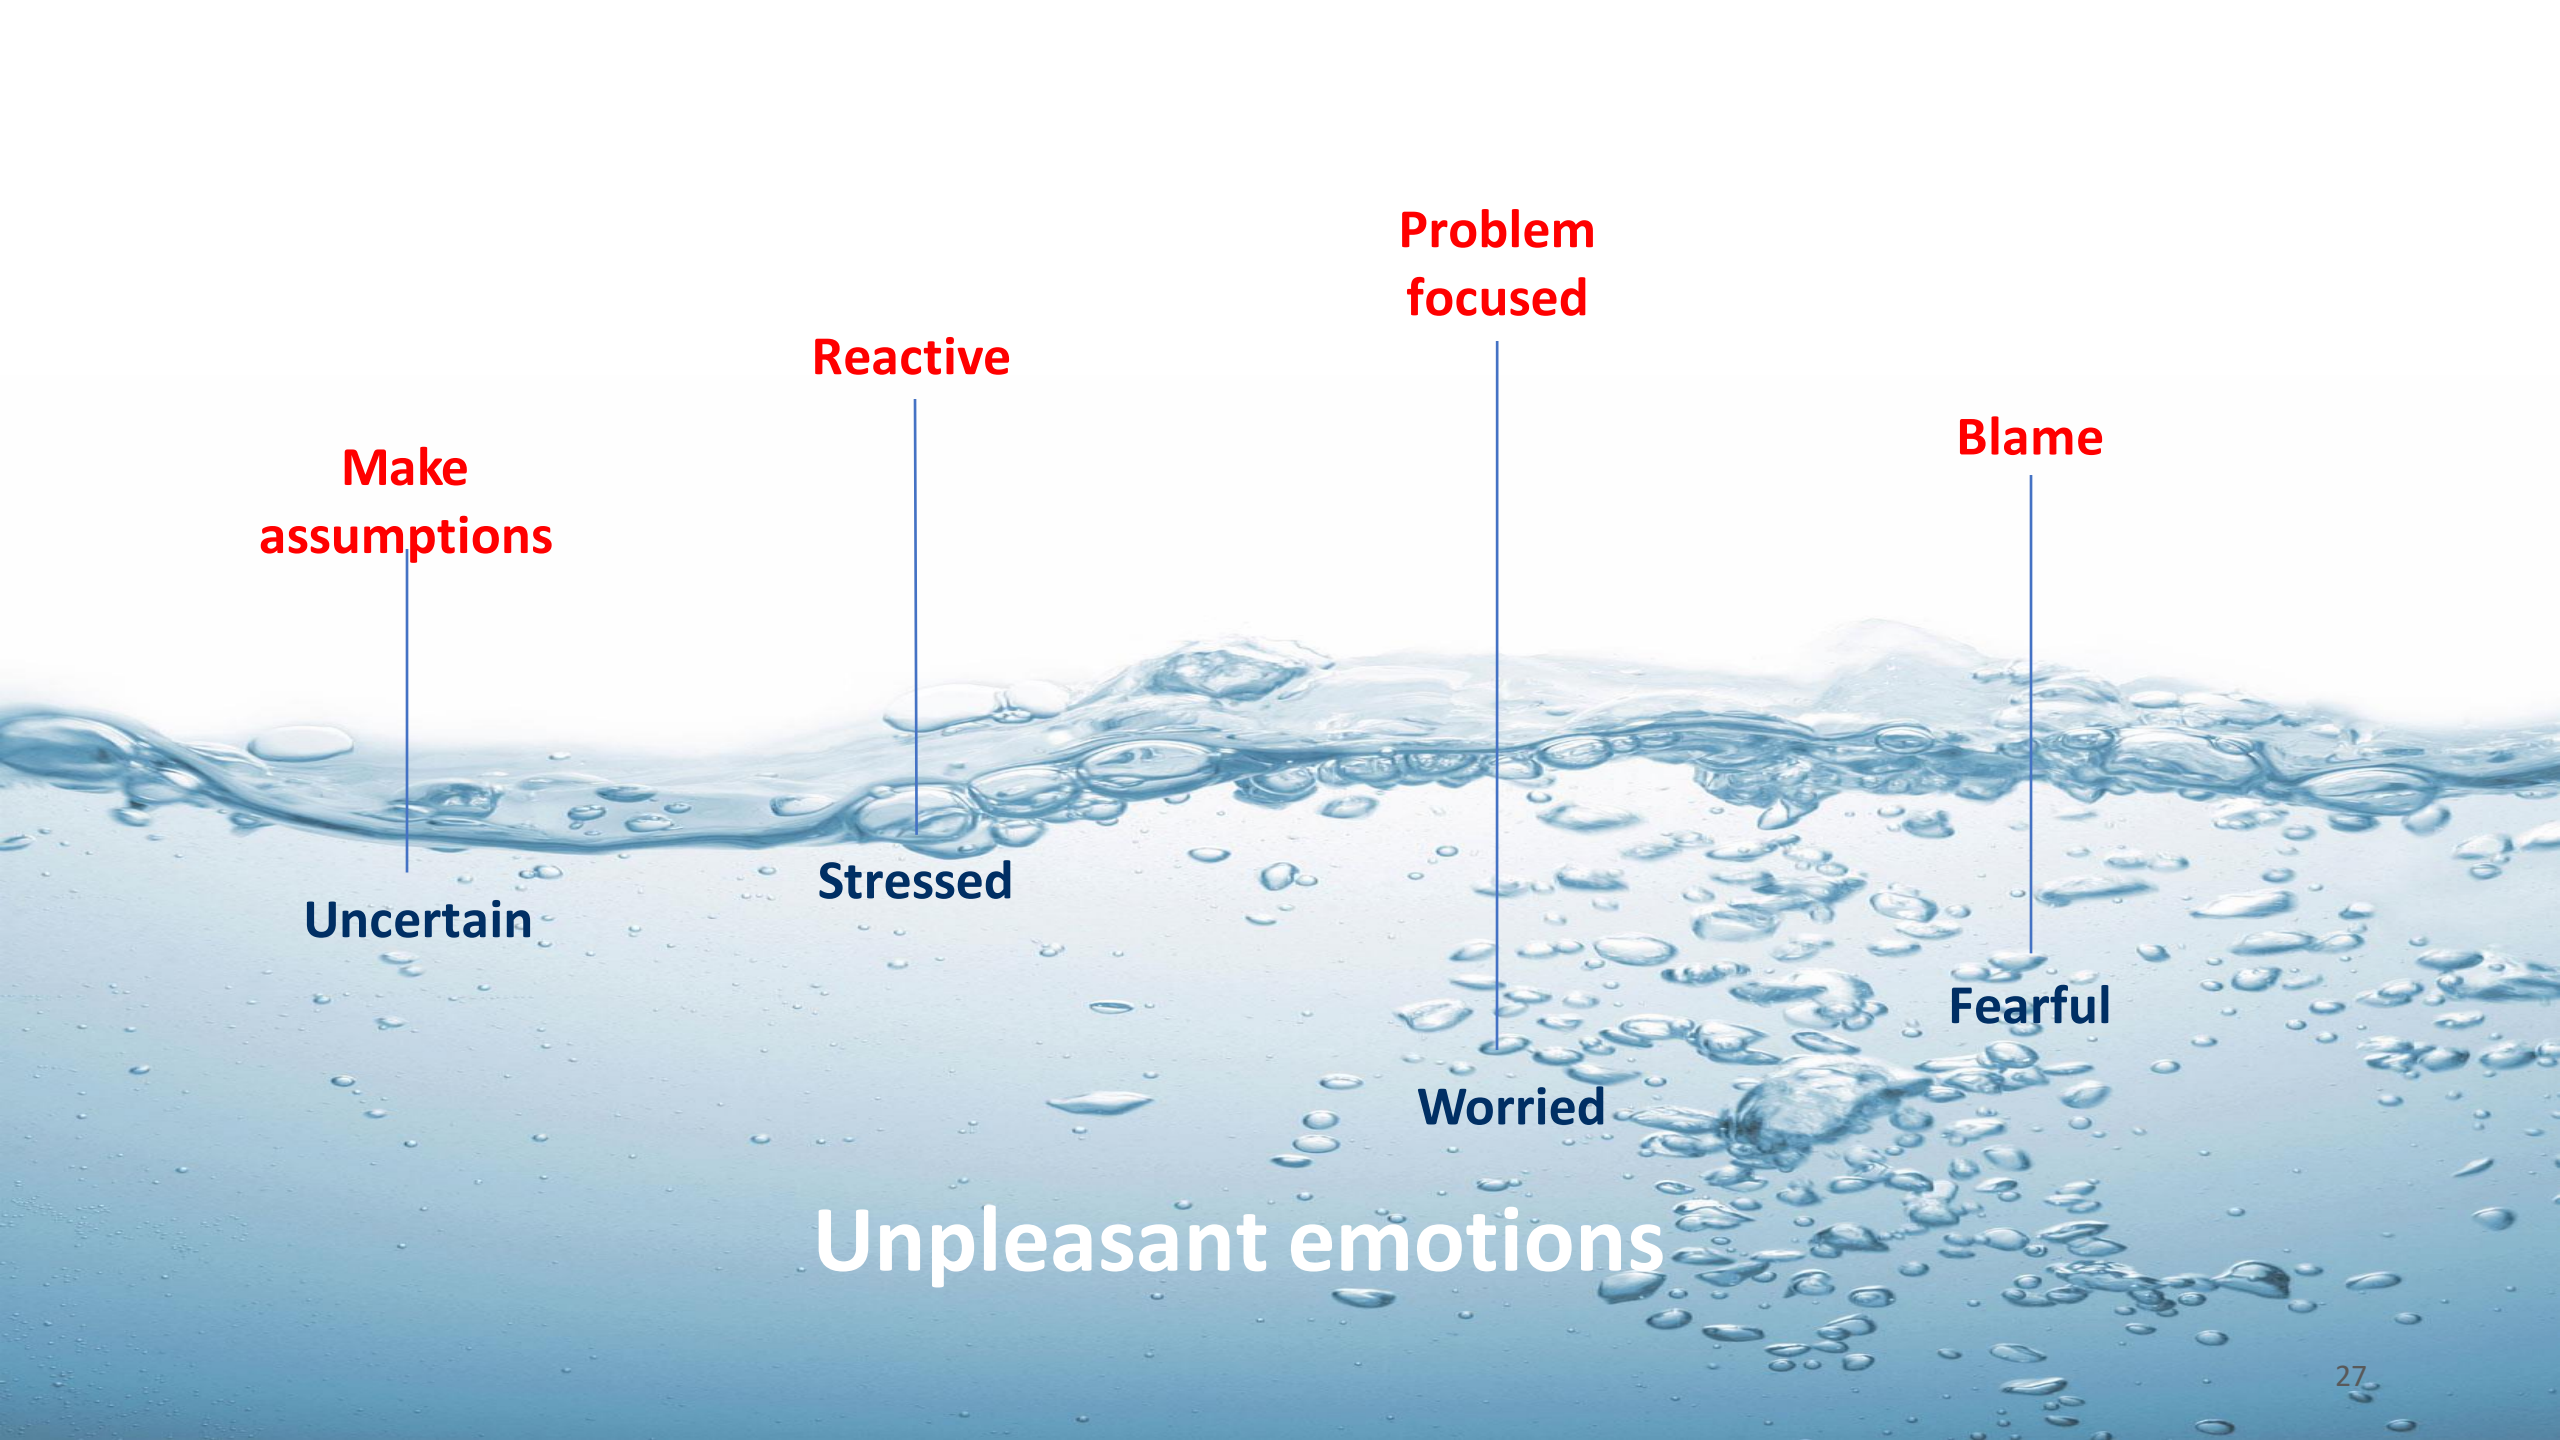 Problem
focused
Reactive
Blame
Make
assumptions
Stressed
Uncertain
Fearful
Worried
Unpleasant emotions
27